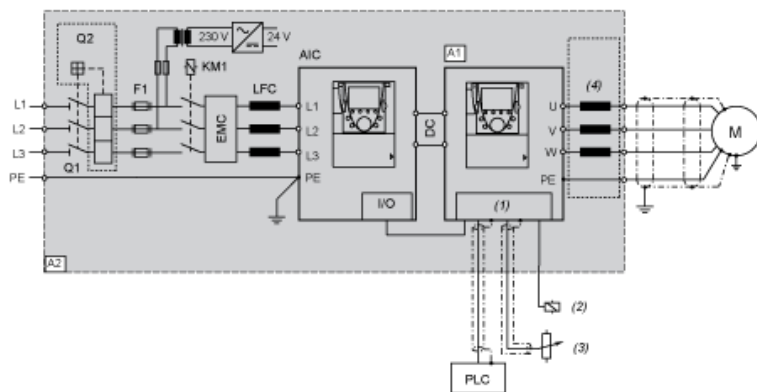 Q2
230 V
24 V
AIC
A1
F1
KM1
LFC
(4)
L1
L1
U
L2
EMC
L2
DC
V
M
L3
L3
W
Q1
PE
PE
PE
I/O
(1)
A2
(2)
(3)
PLC